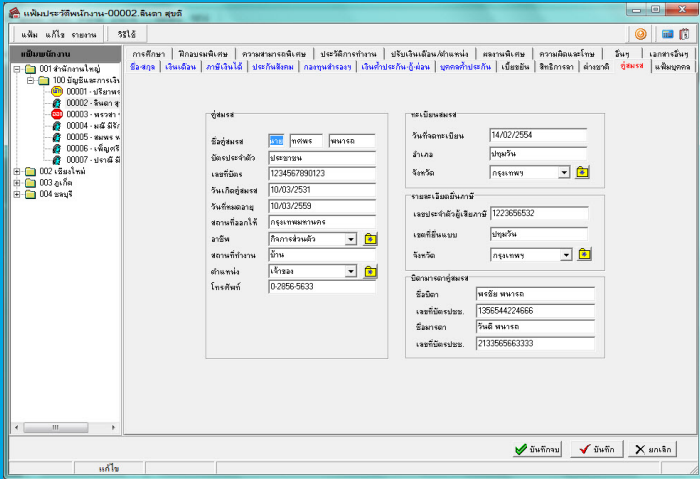 แฟ้มประวัติพนักงาน-00002 จินดา สุขดี
แฟ้ม แก้ไข รายงาน วิธีใช้
แฟ้มพนักงาน
001 สำนักงานใหญ่
100 บัญชีและการเงิน
00001 - ปรียาพร
00002 - จินดา สุ
00003 - พรวสา
00004 - มณี มีรัก
00005 - สมพร
00006 - เพ็ญศรี
00007 - ปราณี มี
002 เชียงใหม่
003 ภูเก็ต
004 ชลบุรี
การศึกษา ฝึกอบรมพิเศษ ความสามารถพิเศษ ประวัติการทำงาน ปรับเงินเดือน/ตำแหน่ง ผลงานพิเศษ ความผิดและโทษ อื่นๆ เอกสารอื่นๆ
ชื่อ-สกุล เงินเดือน ภาษีเงินได้ ประกันสังคม กองทุนสำรองฯ เงินค้ำประกัน-กู้-ผ่อน บุคคลค้ำประกัน เบี้ยขยัน สิทธิการลา ต่างชาติ คู่สมรส แฟ้มบุคคล
คู่สมรส
ชื่อคู่สมรส นาย ทศพร พนารถ
บัตรประจำตัว ประชาชน
เลขที่บัตร 1234567890123
วันเกิดคู่สมรส 10/03/2531
วันที่หมดอายุ 10/03/2559
สถานที่ออกให้ กรุงเทพมหานคร
อาชีพ กิจการส่วนตัว
สถานที่ทำงาน บ้าน
ตำแหน่ง เจ้าของ
โทรศัพท์ 0-2856-5633
ทะเบียนสมรส
วันที่จดทะเบียน 14/02/2554
อำเภอ ปทุมวัน
จังหวัด กรุงเทพฯ
รายละเอียดยื่นภาษี
เลขประจำตัวผู้เสียภาษี 1223656532
เขตที่ยื่นแบบ ปทุมวัน
จังหวัด กรุงเทพฯ
บิดามารดาคู่สมรส
ชื่อบิดา พรชัย พนารถ
เลขที่บัตรปชช. 1356544224666
ชื่อมารดา วันดี พนารถ
เลขที่บัตรปชช. 2133565663333
บันทึกจบ บันทึก ยกเลิก
แก้ไข